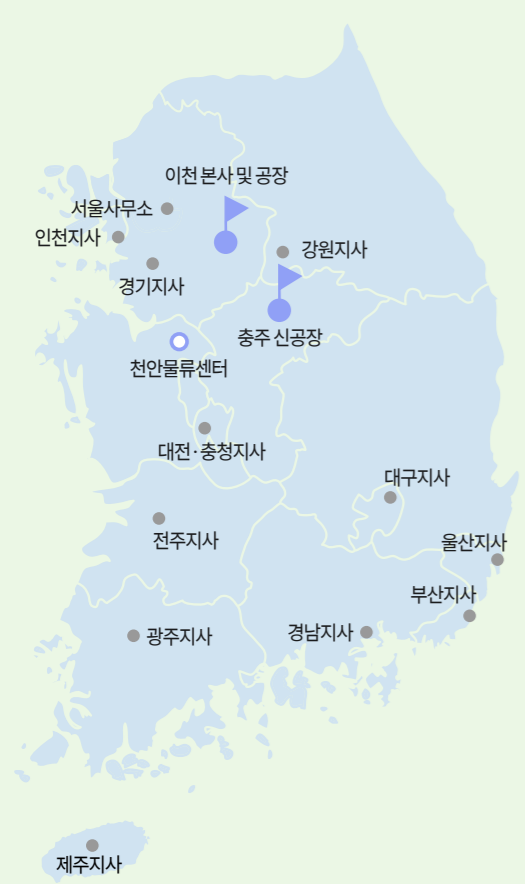 이천 본사 및 공장
서울사무소
인천지사
강원지사
경기지사
충주 신공장
천안물류센터
대전·충청지사
대구지사
전주지사
울산지사
부산지사
광주지사
경남지사
제주지사